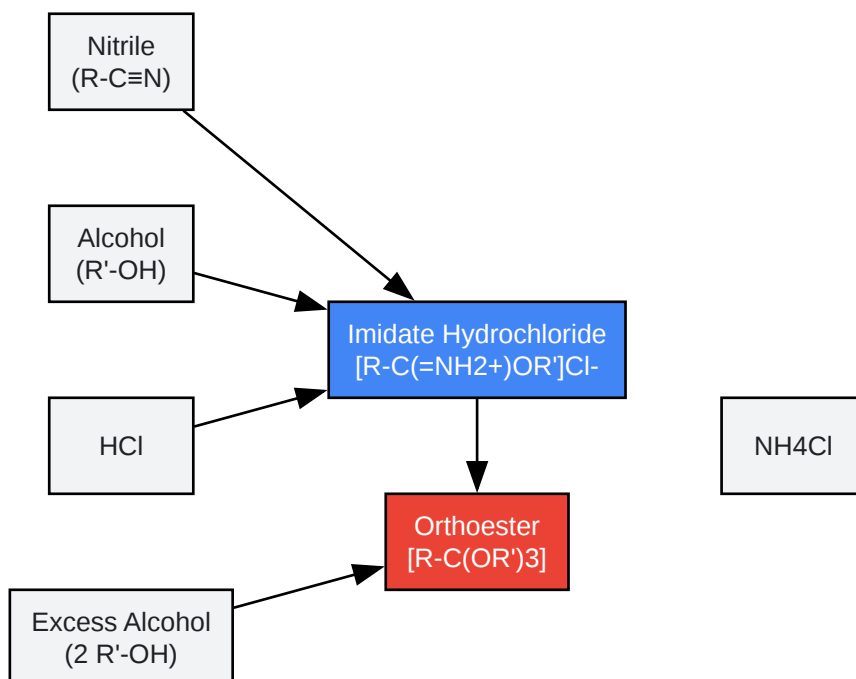 Nitrile
(R-C≡N)
Alcohol
(R'-OH)
Imidate Hydrochloride
[R-C(=NH2+)OR']Cl-
HCl
NH4Cl
Orthoester
[R-C(OR')3]
Excess Alcohol
(2 R'-OH)